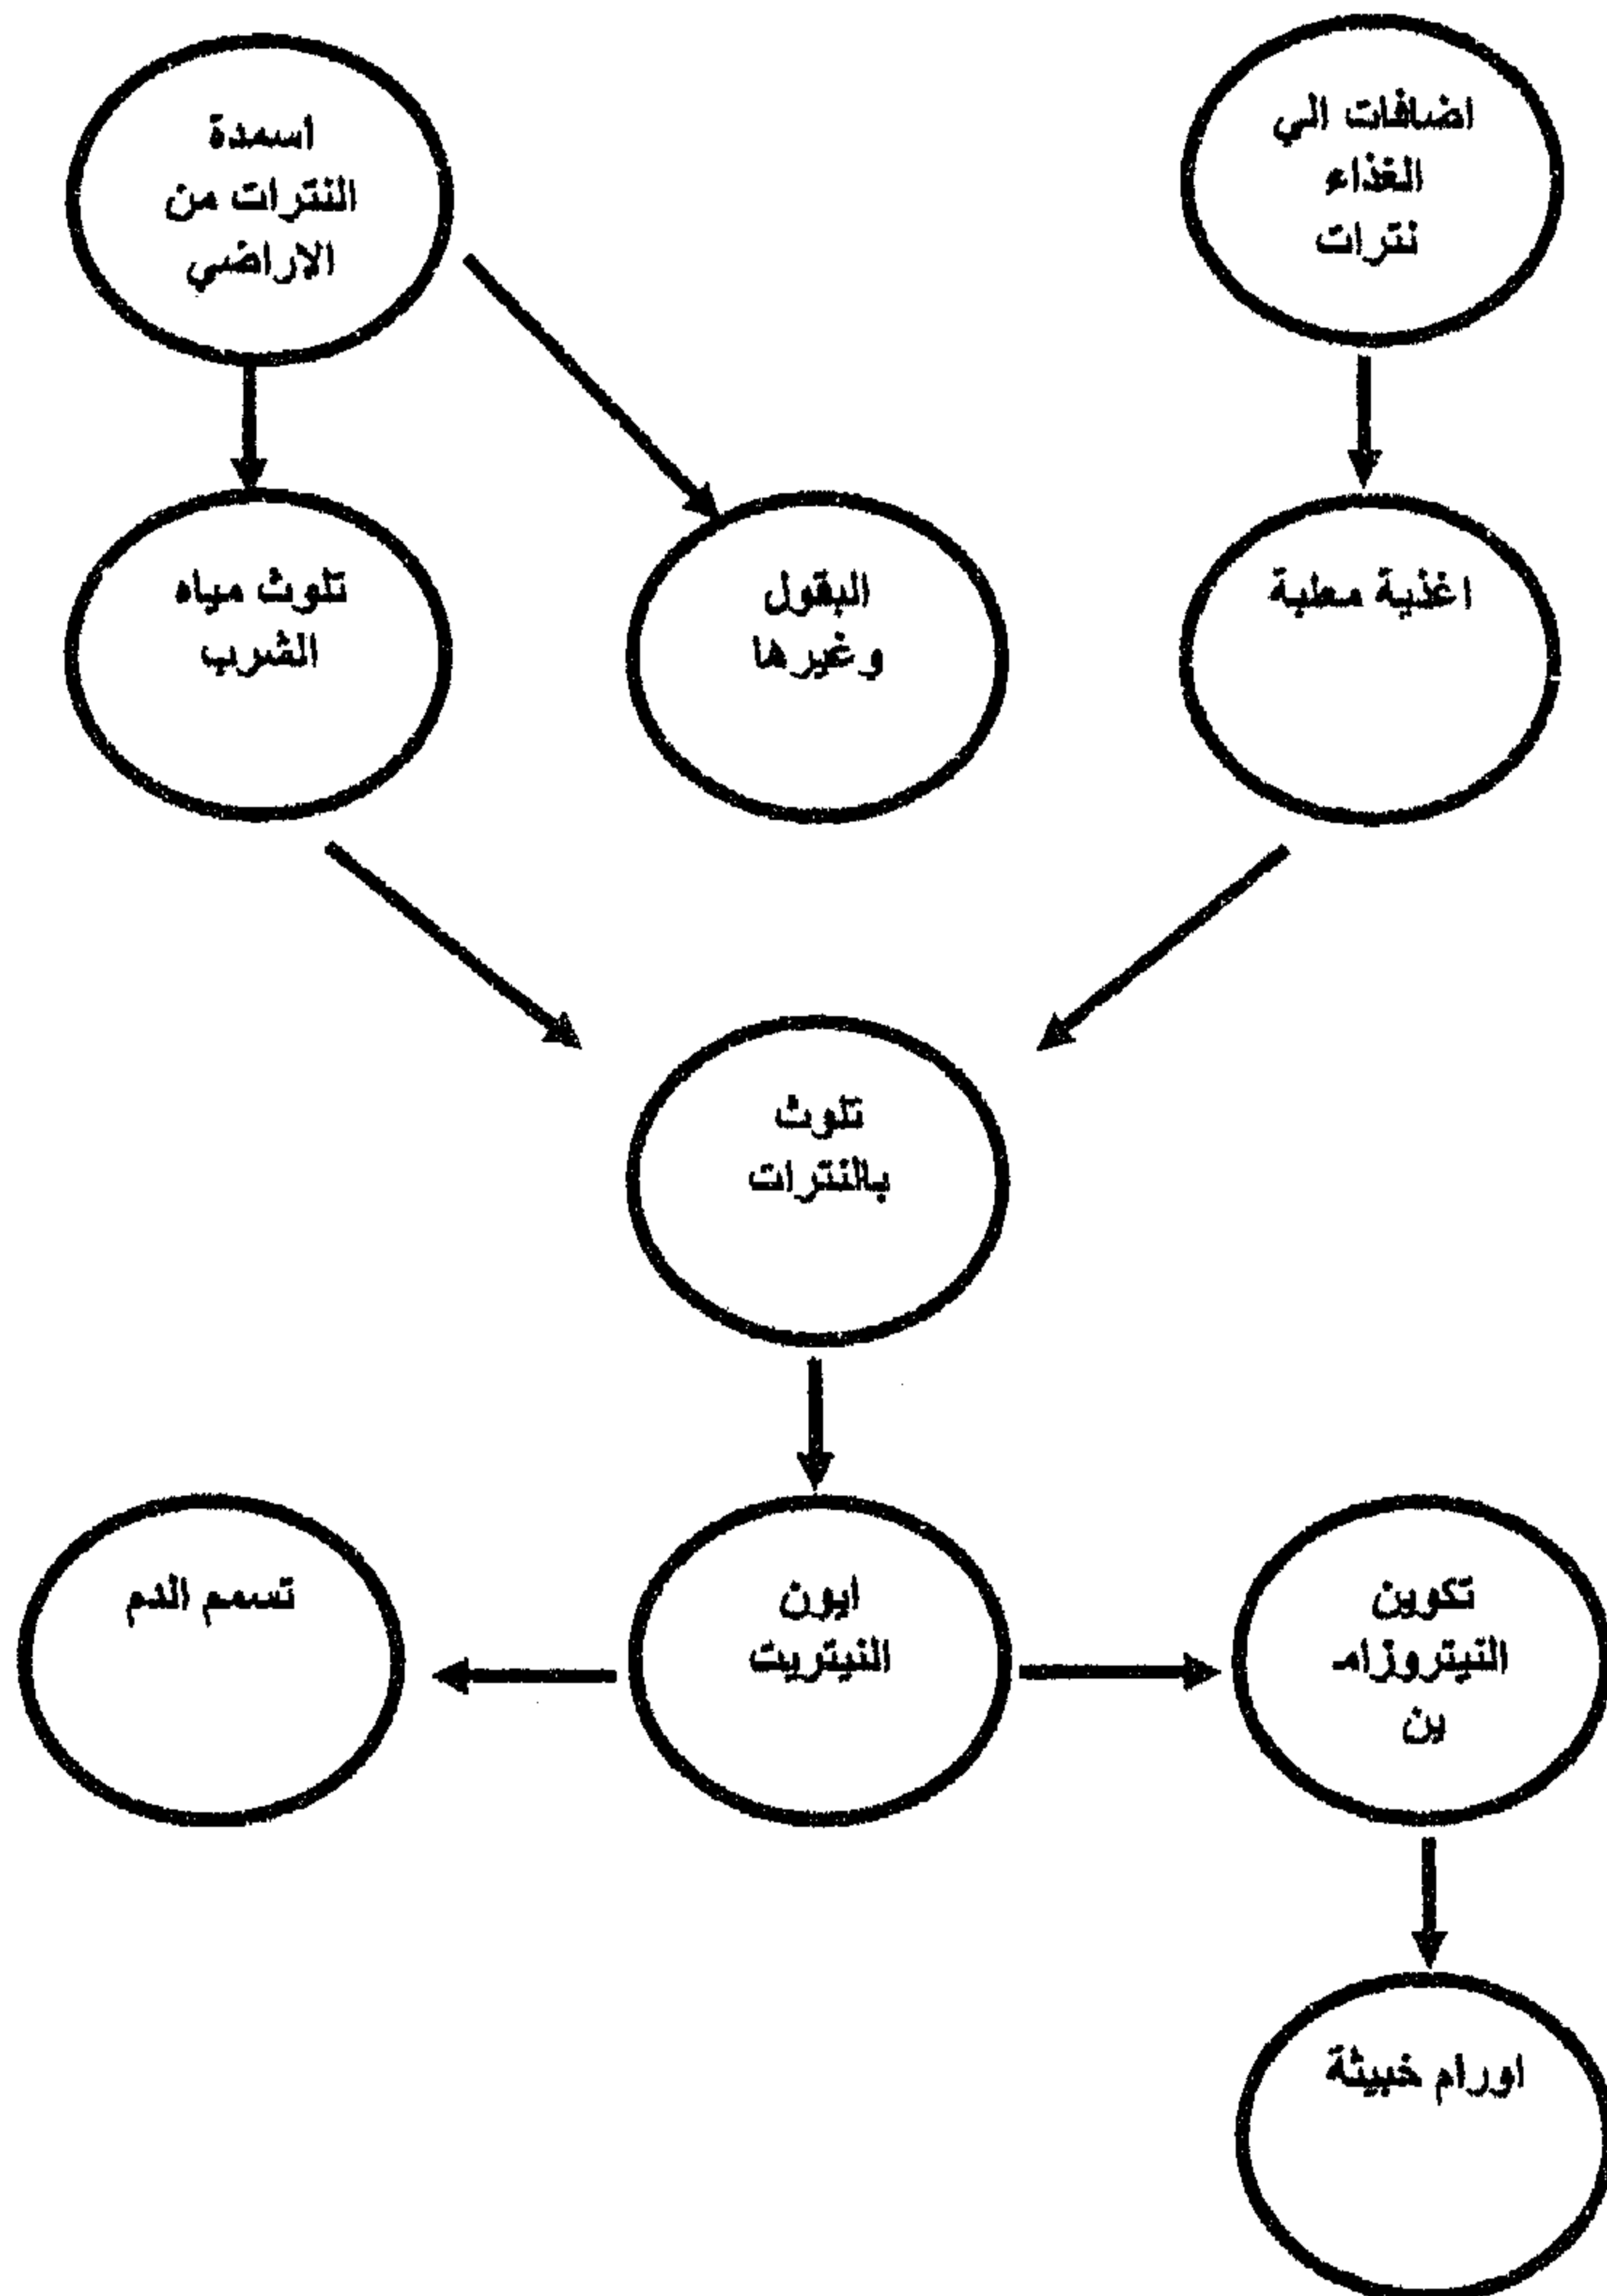 اضافات الي
الغذاء
نترات
اسمدة
النترات من
الاراضي
اغذية معلبة
البقول
وغيرها
تلوث مياه
الشرب
تلوث
بالنترات
تكوين
النيتروزامـ
ين
ايون
النيتريت
تسمم الدم
اورام خبيثة